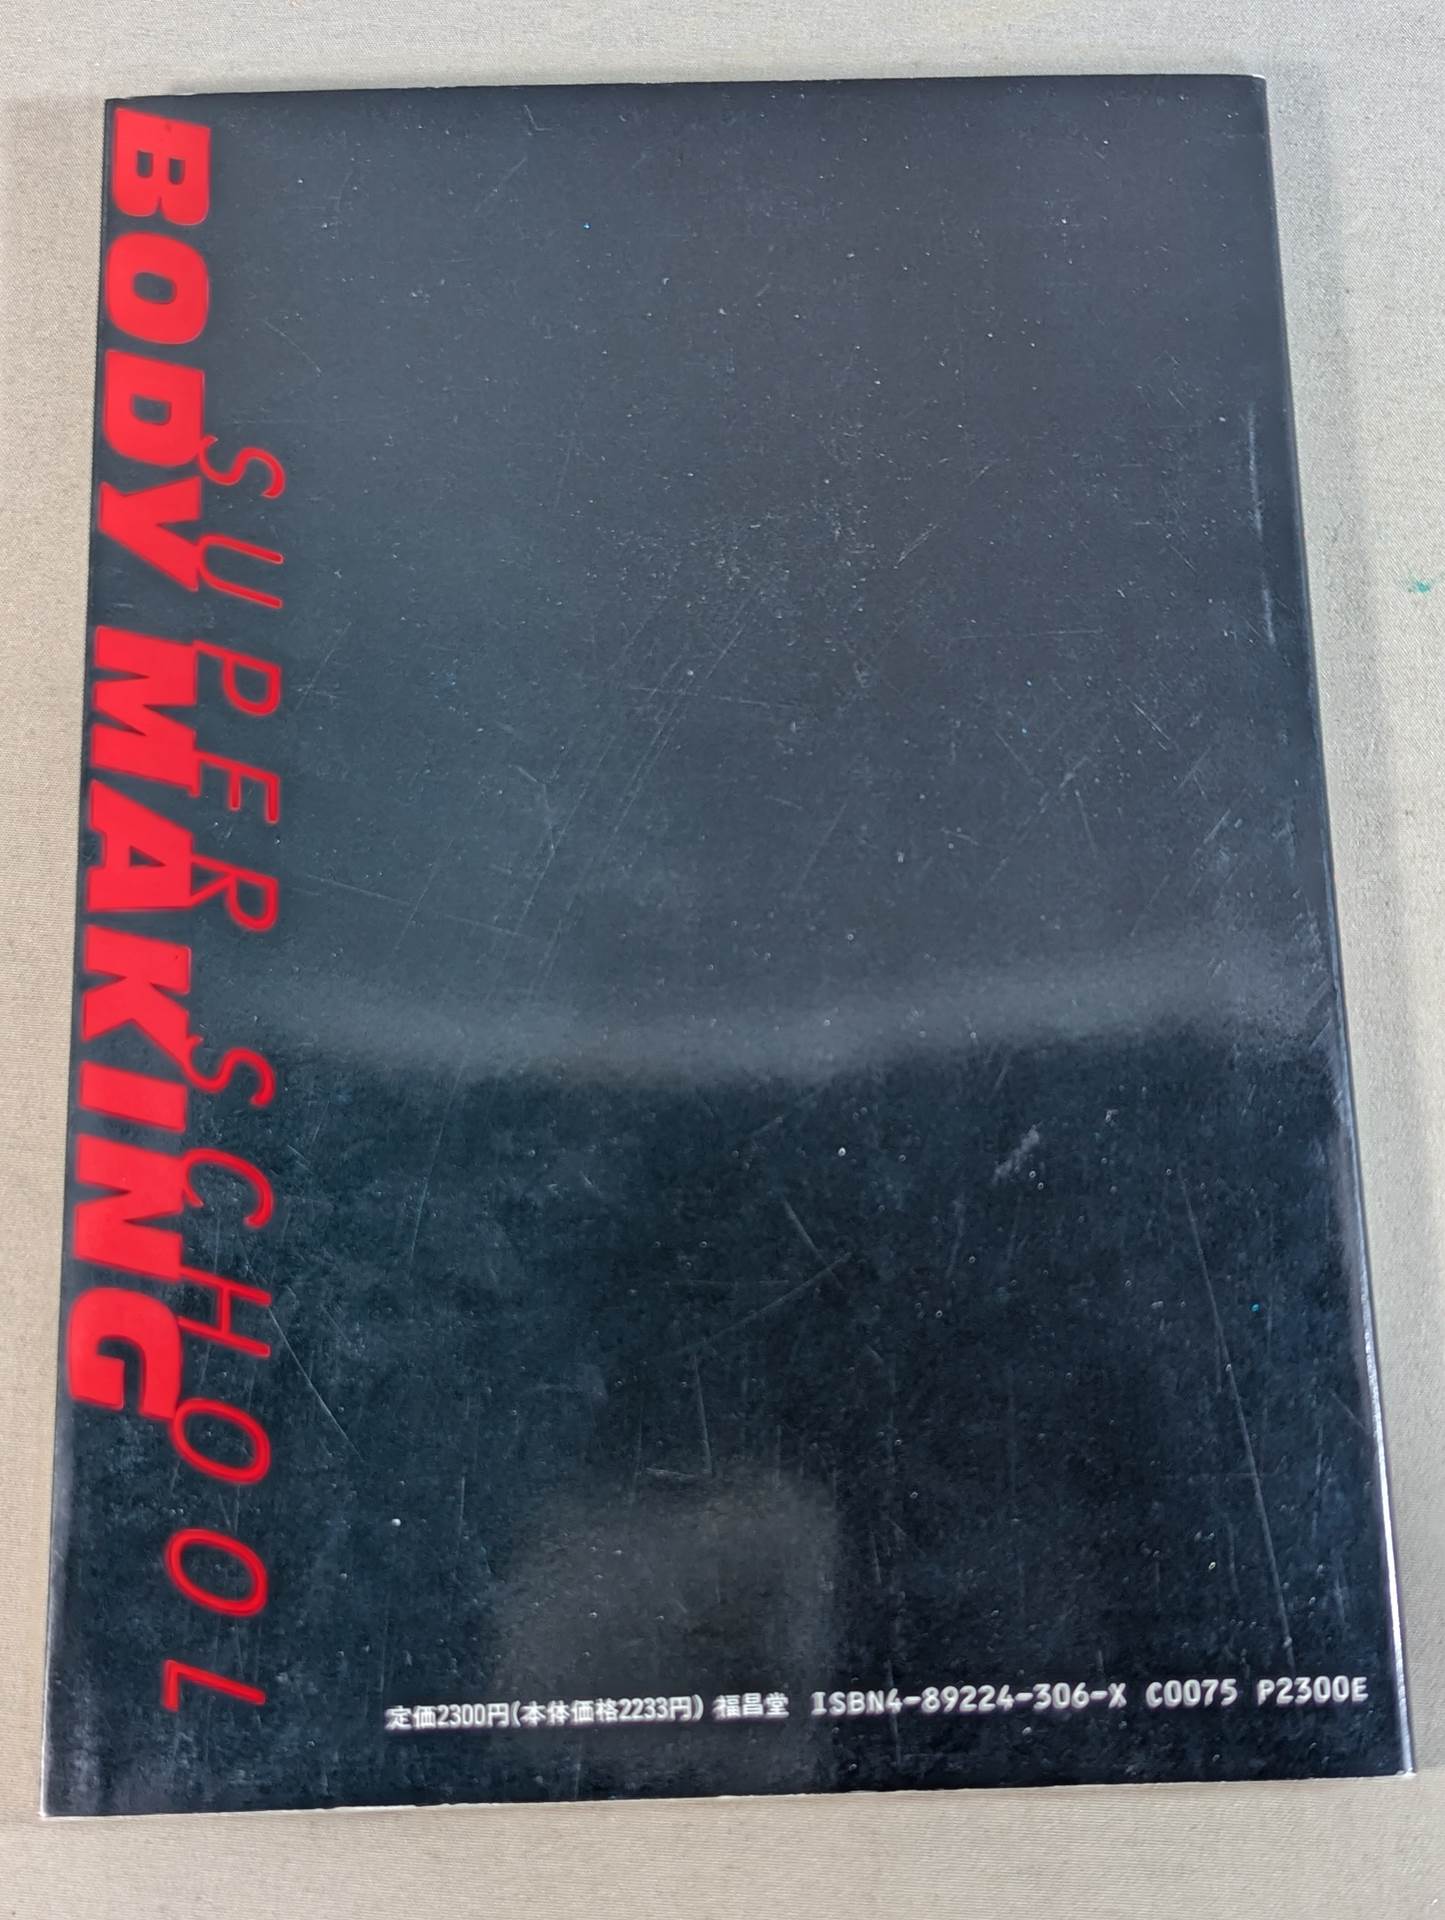 BODY MAKING
SUPER SCHOOL
定価2300円(本体価格2233円) 福昌堂 ISBN4-89224-306-X C0075 P2300E